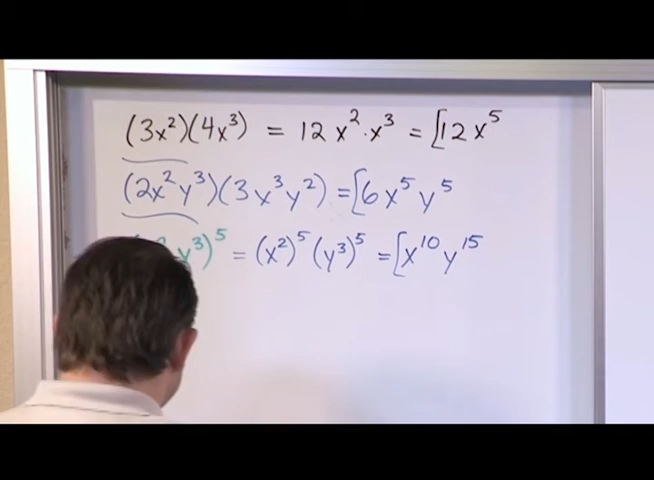 (3x²)(4x³) = 12x²·x³ = [12x⁵
(2x²y³)(3x³y²) = [6x⁵y⁵
y³)⁵ = (x²)⁵(y³)⁵ = [x¹⁰y¹⁵